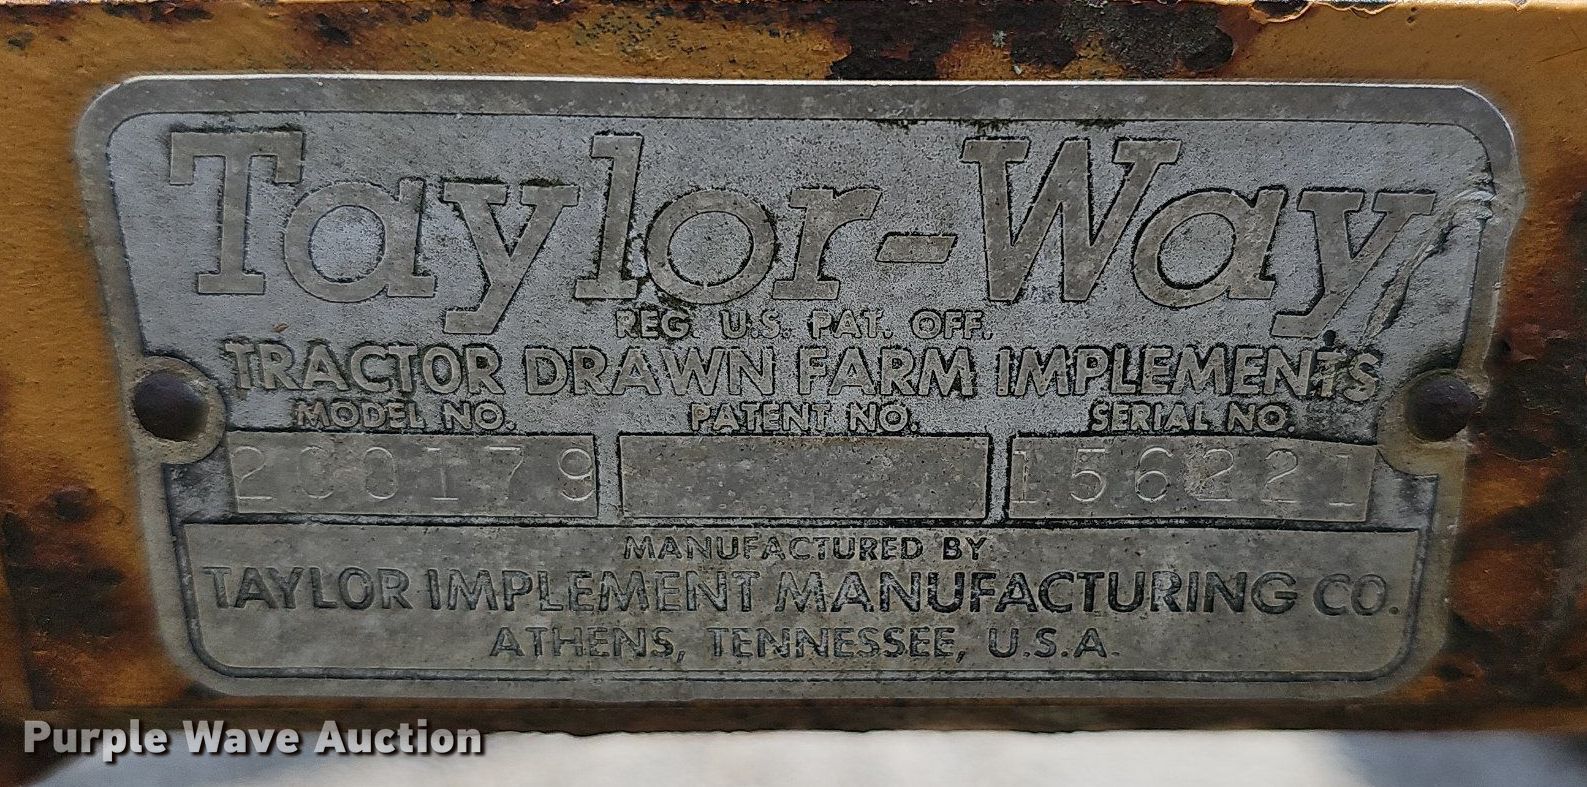 Taylor-Way
REG. U.S. PAT. OFF.
TRACTOR DRAWN FARM IMPLEMENTS
MODEL NO. PATENT NO. SERIAL NO.
200179 156221
MANUFACTURED BY
TAYLOR IMPLEMENT MANUFACTURING CO.
ATHENS, TENNESSEE, U.S.A.
Purple Wave Auction